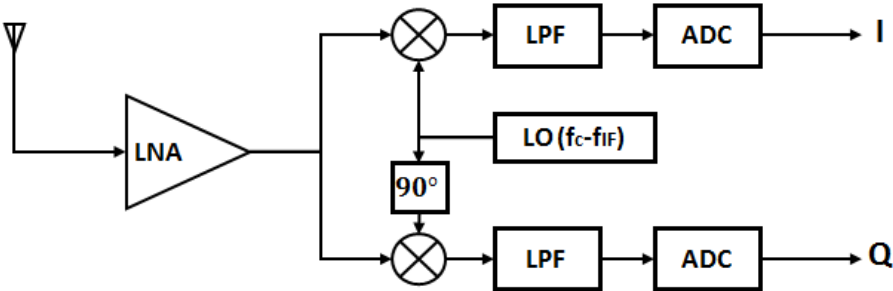 LPF
ADC
I
LNA
LO (fc-fIF)
90°
LPF
ADC
Q